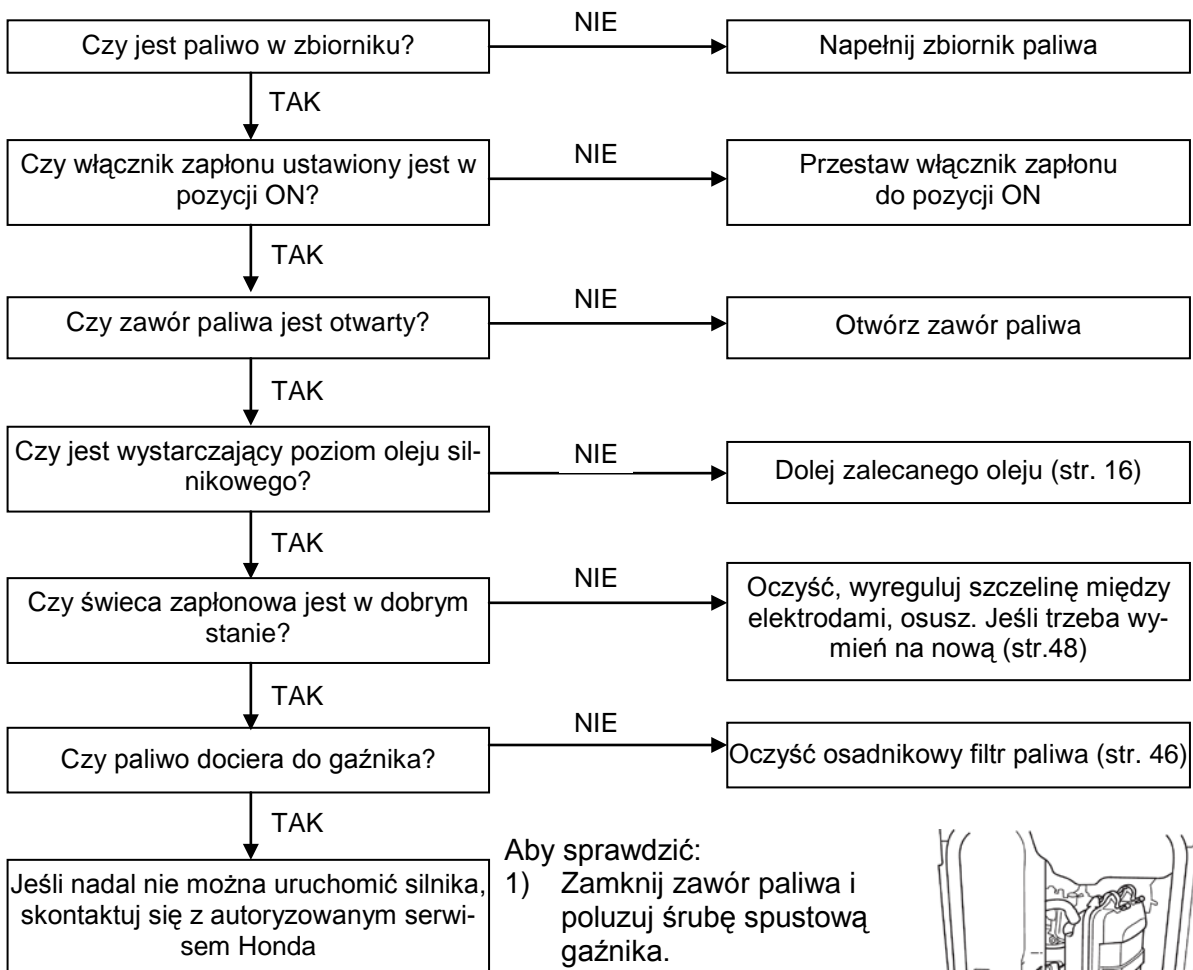 Czy jest paliwo w zbiorniku?
NIE
Napełnij zbiornik paliwa
TAK
Czy włącznik zapłonu ustawiony jest w
pozycji ON?
NIE
Przestaw włącznik zapłonu
do pozycji ON
TAK
Czy zawór paliwa jest otwarty?
NIE
Otwórz zawór paliwa
TAK
Czy jest wystarczający poziom oleju sil-
nikowego?
NIE
Dolej zalecanego oleju (str. 16)
TAK
Czy świeca zapłonowa jest w dobrym
stanie?
NIE
Oczyść, wyreguluj szczelinę między
elektrodami, osusz. Jeśli trzeba wy-
mień na nową (str.48)
TAK
Czy paliwo dociera do gaźnika?
NIE
Oczyść osadnikowy filtr paliwa (str. 46)
TAK
Jeśli nadal nie można uruchomić silnika,
skontaktuj się z autoryzowanym serwi-
sem Honda
Aby sprawdzić:
1) Zamknij zawór paliwa i
poluzuj śrubę spustową
gaźnika.